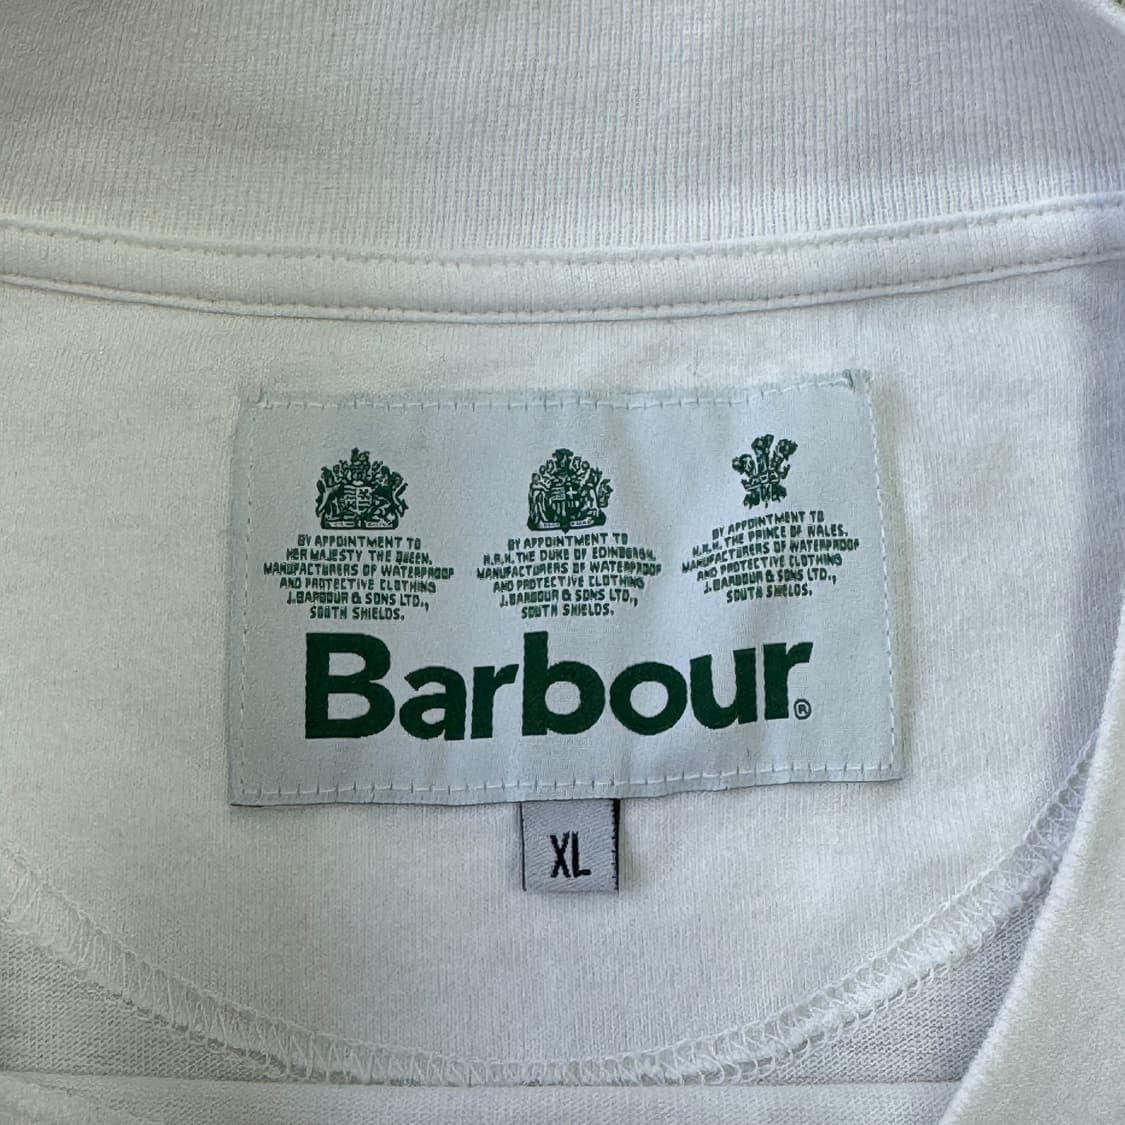 BY APPOINTMENT TO
HER MAJESTY THE QUEEN.
MANUFACTURERS OF WATERPROOF
AND PROTECTIVE CLOTHING
J.BARBOUR & SONS LTD.,
SOUTH SHIELDS.
BY APPOINTMENT TO
H.R.H. THE DUKE OF EDINBURGH.
MANUFACTURERS OF WATERPROOF
AND PROTECTIVE CLOTHING
J.BARBOUR & SONS LTD.,
SOUTH SHIELDS.
BY APPOINTMENT TO
H.R.H. THE PRINCE OF WALES.
MANUFACTURERS OF WATERPROOF
AND PROTECTIVE CLOTHING
J.BARBOUR & SONS LTD.,
SOUTH SHIELDS.
Barbour®
XL